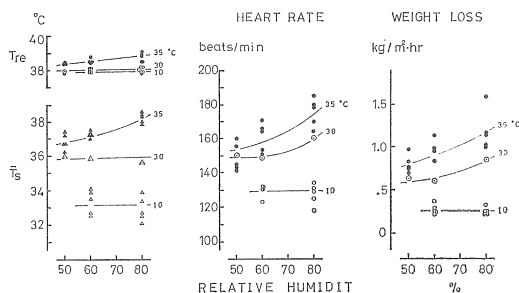 °C
HEART RATE
WEIGHT LOSS
Tre
40
38
35 °C
30
10
beats/min
kg/m²·hr
T̄s
38
36
34
32
35
30
10
200
180
160
140
120
100
35 °C
30
10
1.5
1.0
.5
0
35 °C
30
10
50 60 70 80
50 60 70 80
50 60 70 80
RELATIVE HUMIDIT
%